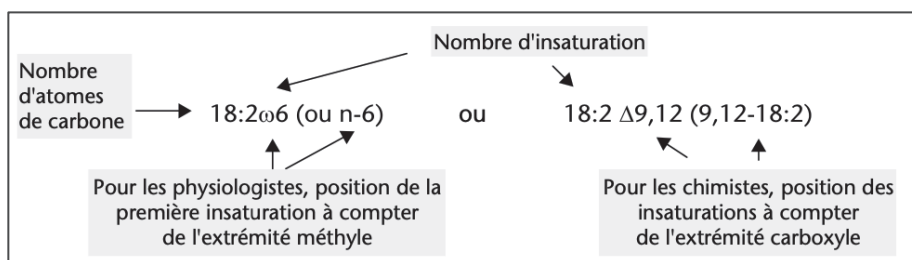 Nombre d'insaturation
Nombre
d'atomes
de carbone
18:2ω6 (ou n-6) ou 18:2 Δ9,12 (9,12-18:2)
Pour les physiologistes, position de la
première insaturation à compter
de l'extrémité méthyle
Pour les chimistes, position des
insaturations à compter
de l'extrémité carboxyle